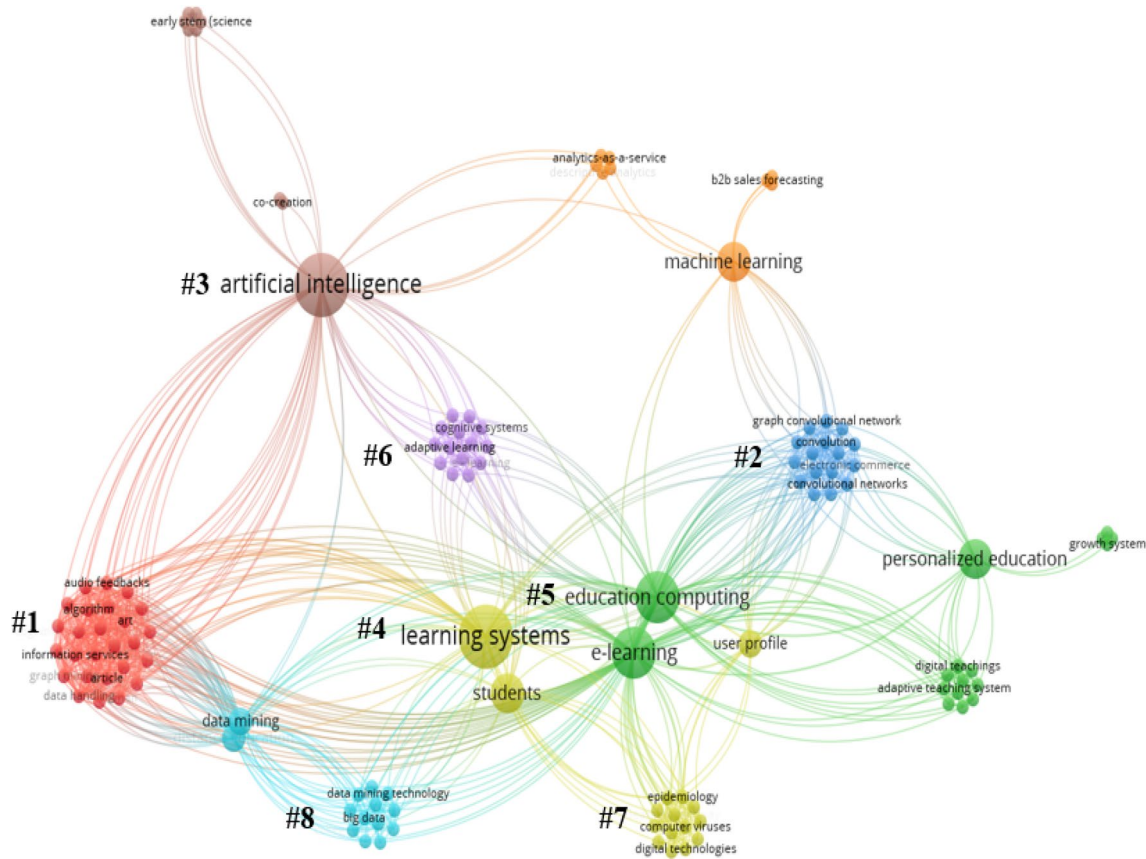 early stem (science
analytics-as-a-service
b2b sales forecasting
co-creation
machine learning
#3 artificial intelligence
graph convolutional network
cognitive systems
convolution
adaptive learning
#6
#2
electronic commerce
convolutional networks
personalized education
growth system
audio feedbacks
#5 education computing
algorithm
art
#1
#4 learning systems
user profile
e-learning
information services
digital teachings
article
adaptive teaching system
students
data handling
data mining
data mining technology
epidemiology
#8
big data
#7
computer viruses
digital technologies